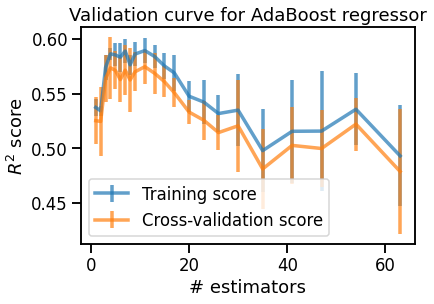 Validation curve for AdaBoost regressor
0.60
0.55
0.50
0.45
R² score
Training score
Cross-validation score
0 20 40 60
# estimators